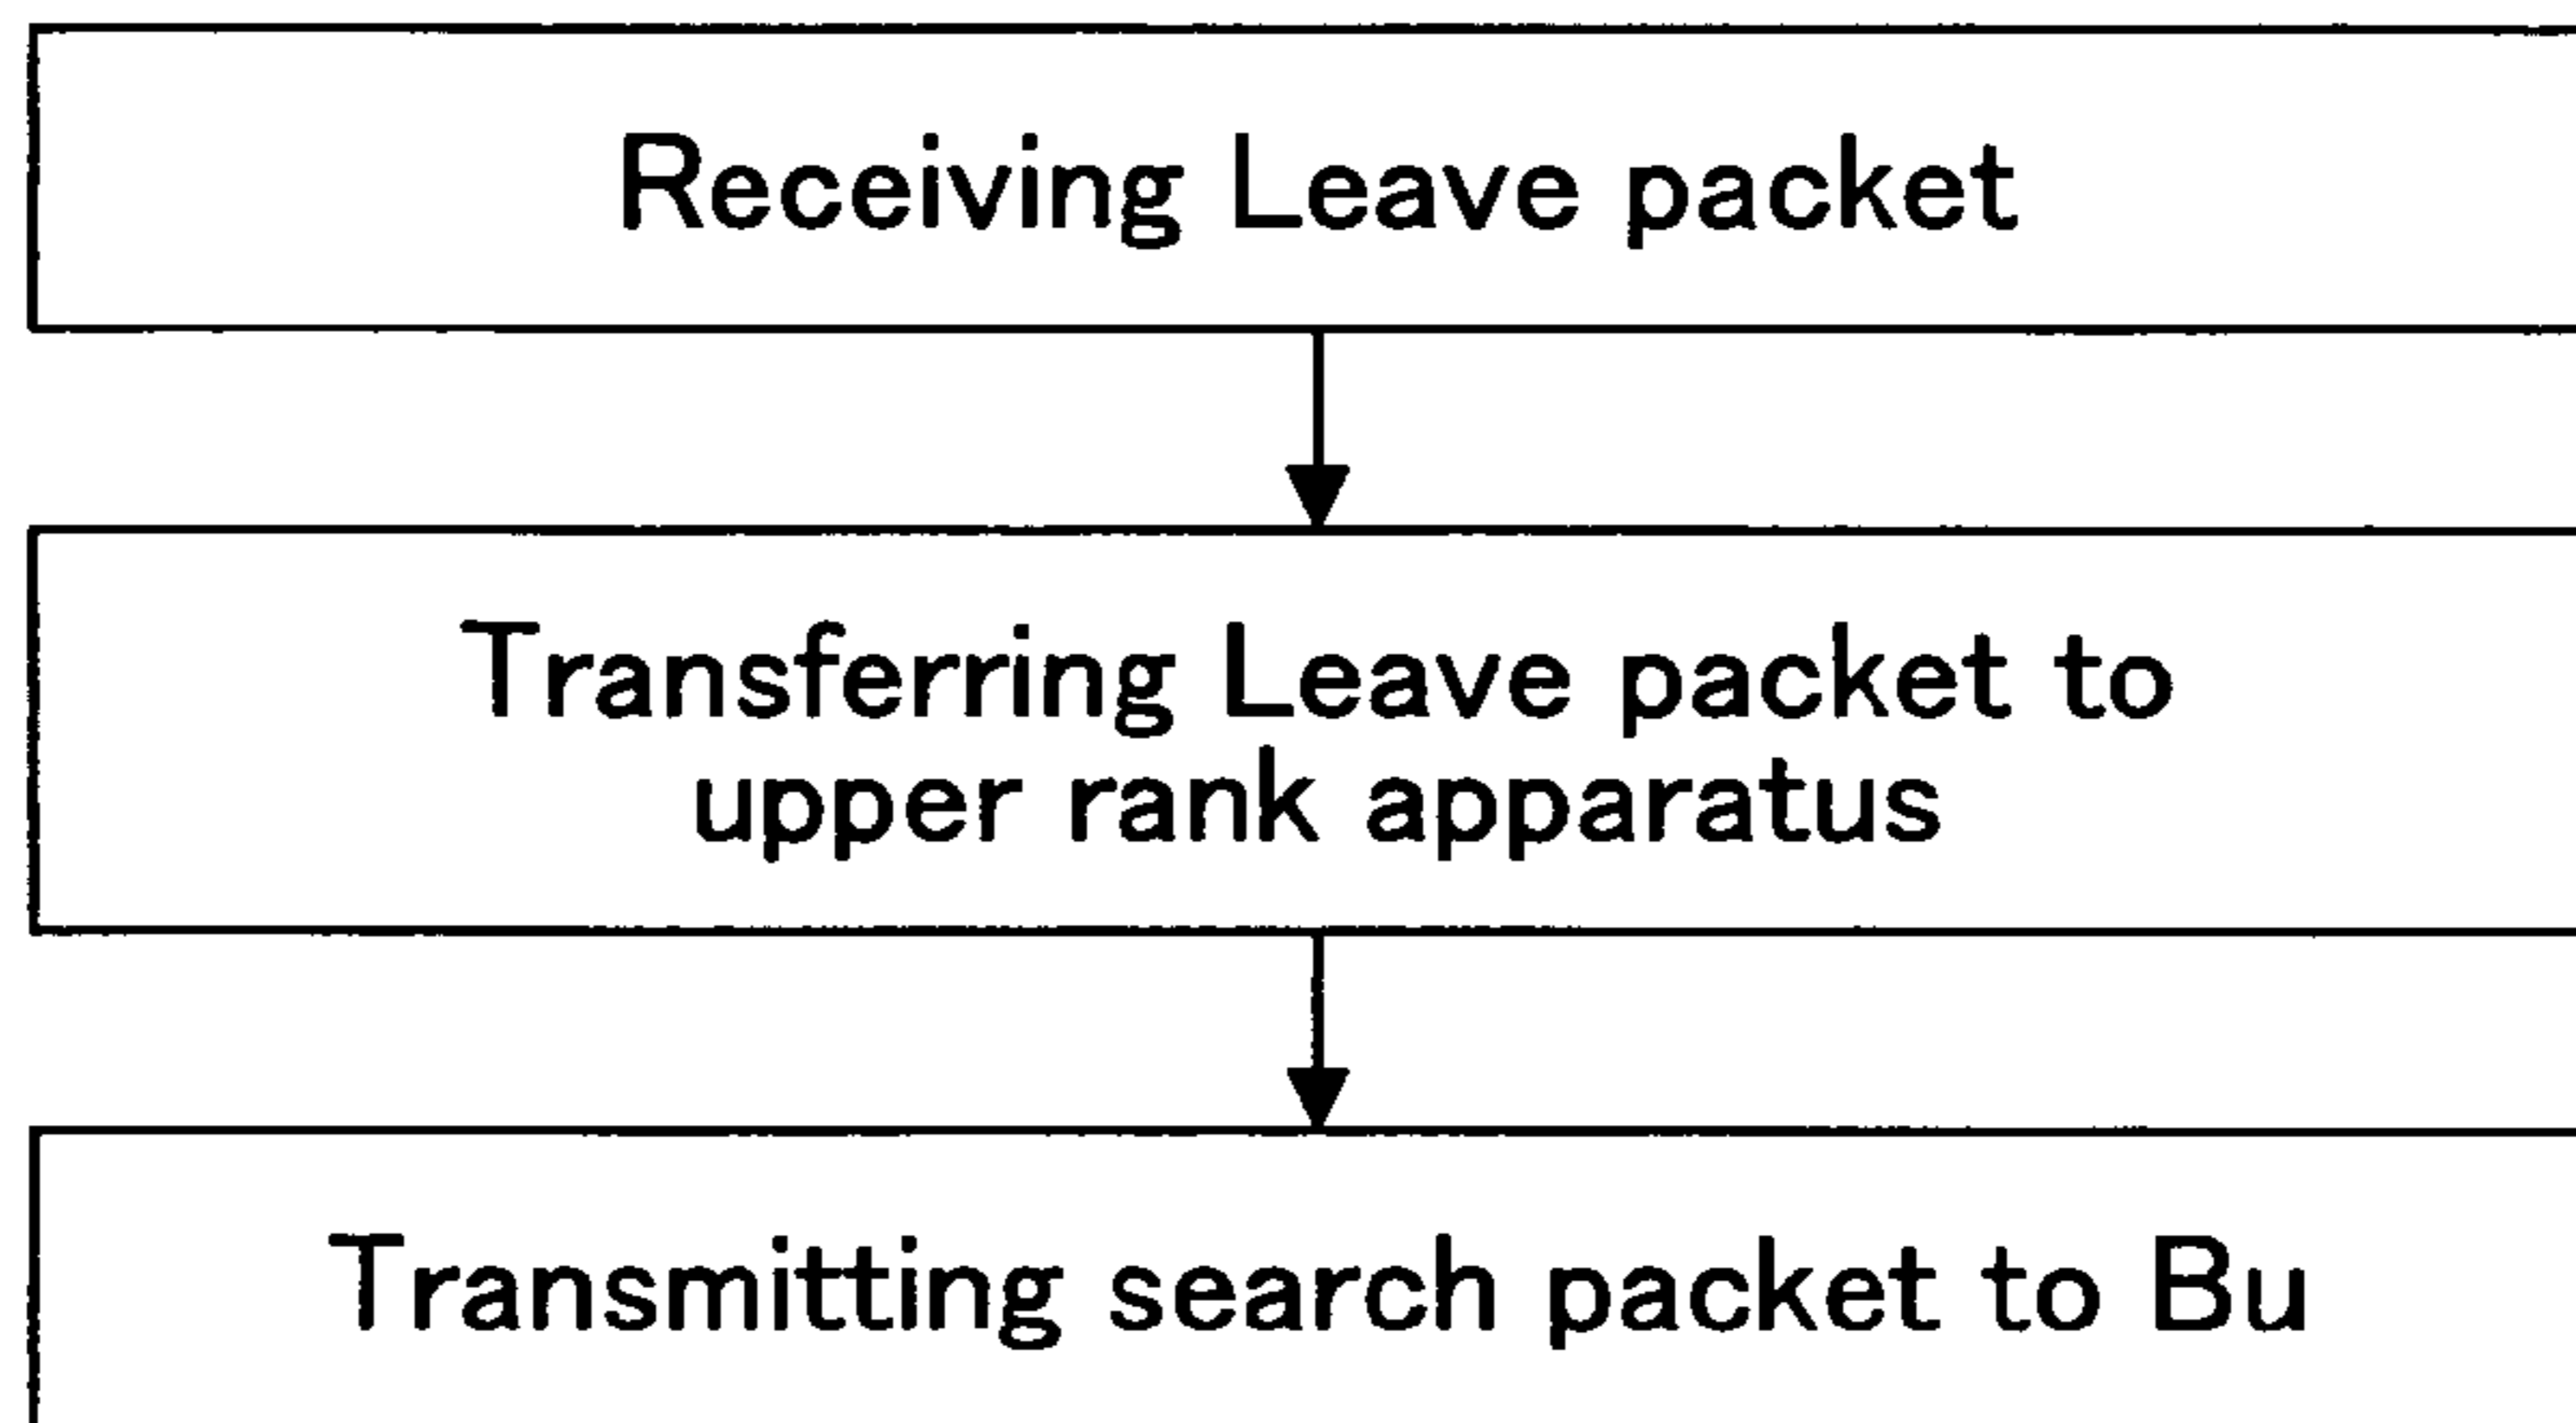 Receiving Leave packet
Transferring Leave packet to
upper rank apparatus
Transmitting search packet to Bu